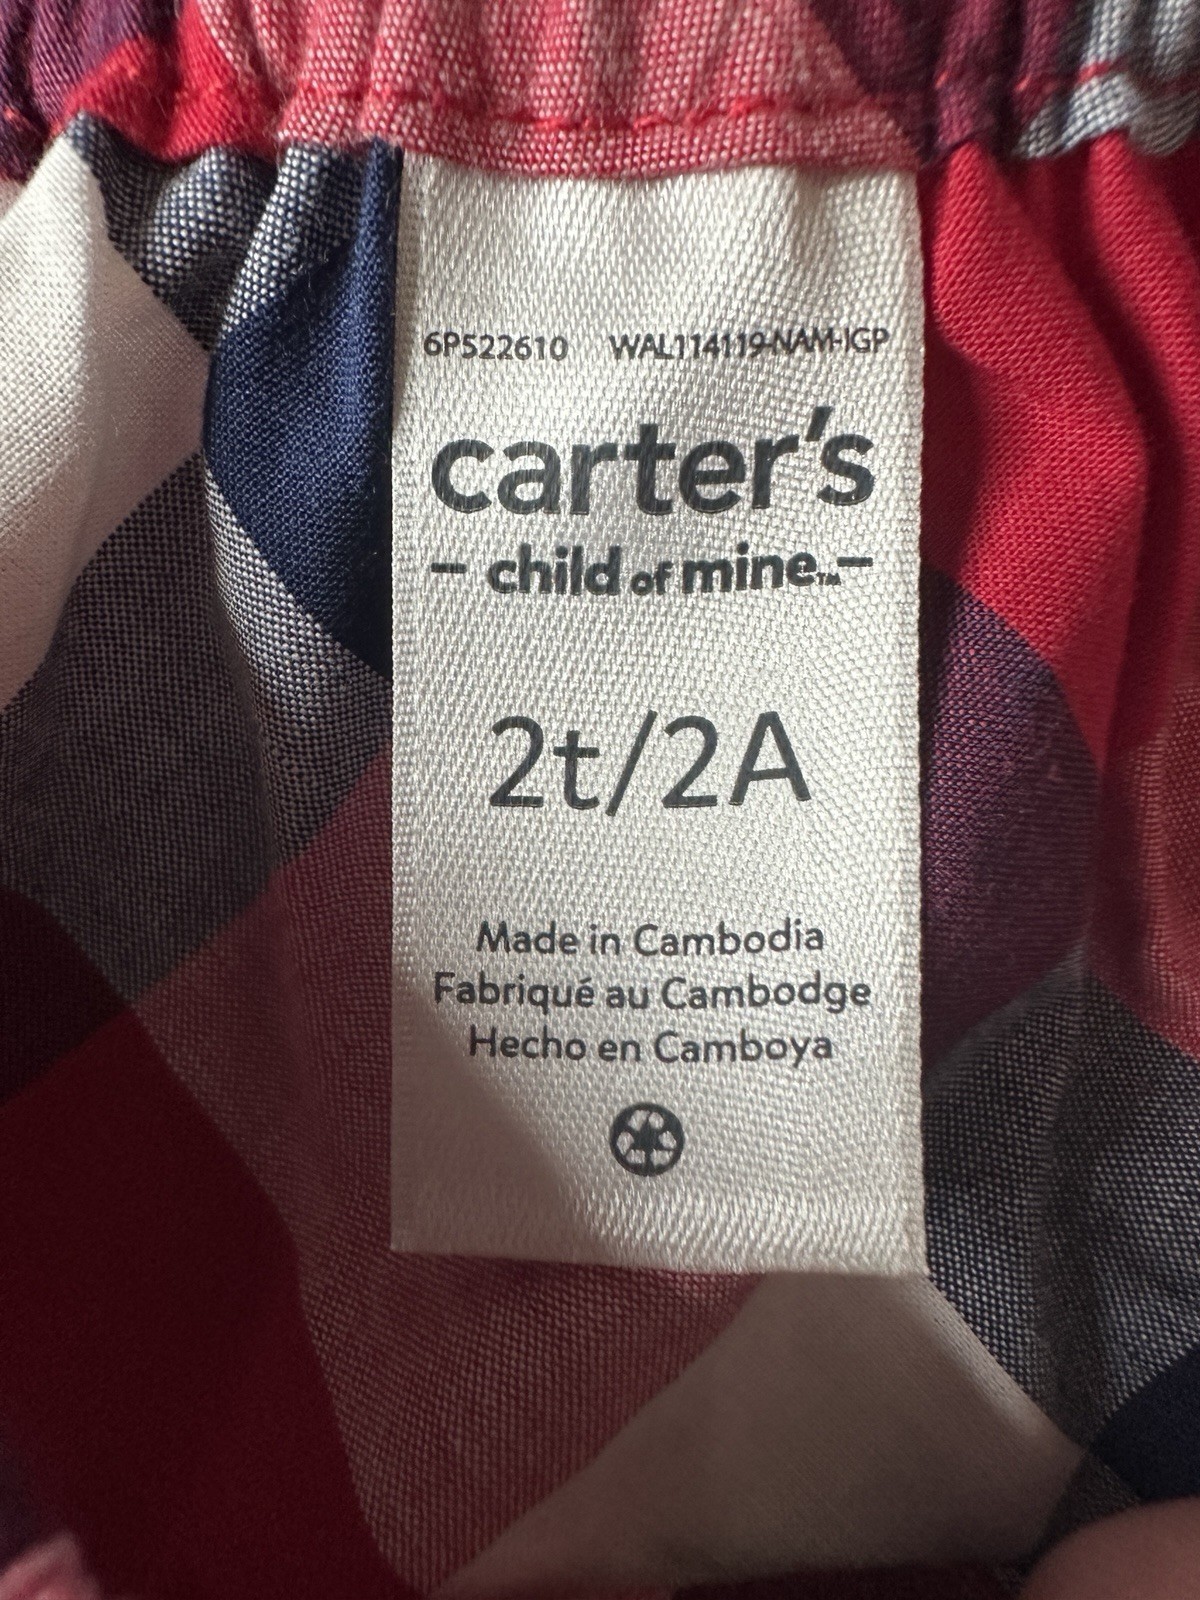 6P522610 WAL114119-NAM-IGP
carter's
- child of mine™ -
2t/2A
Made in Cambodia
Fabriqué au Cambodge
Hecho en Camboya